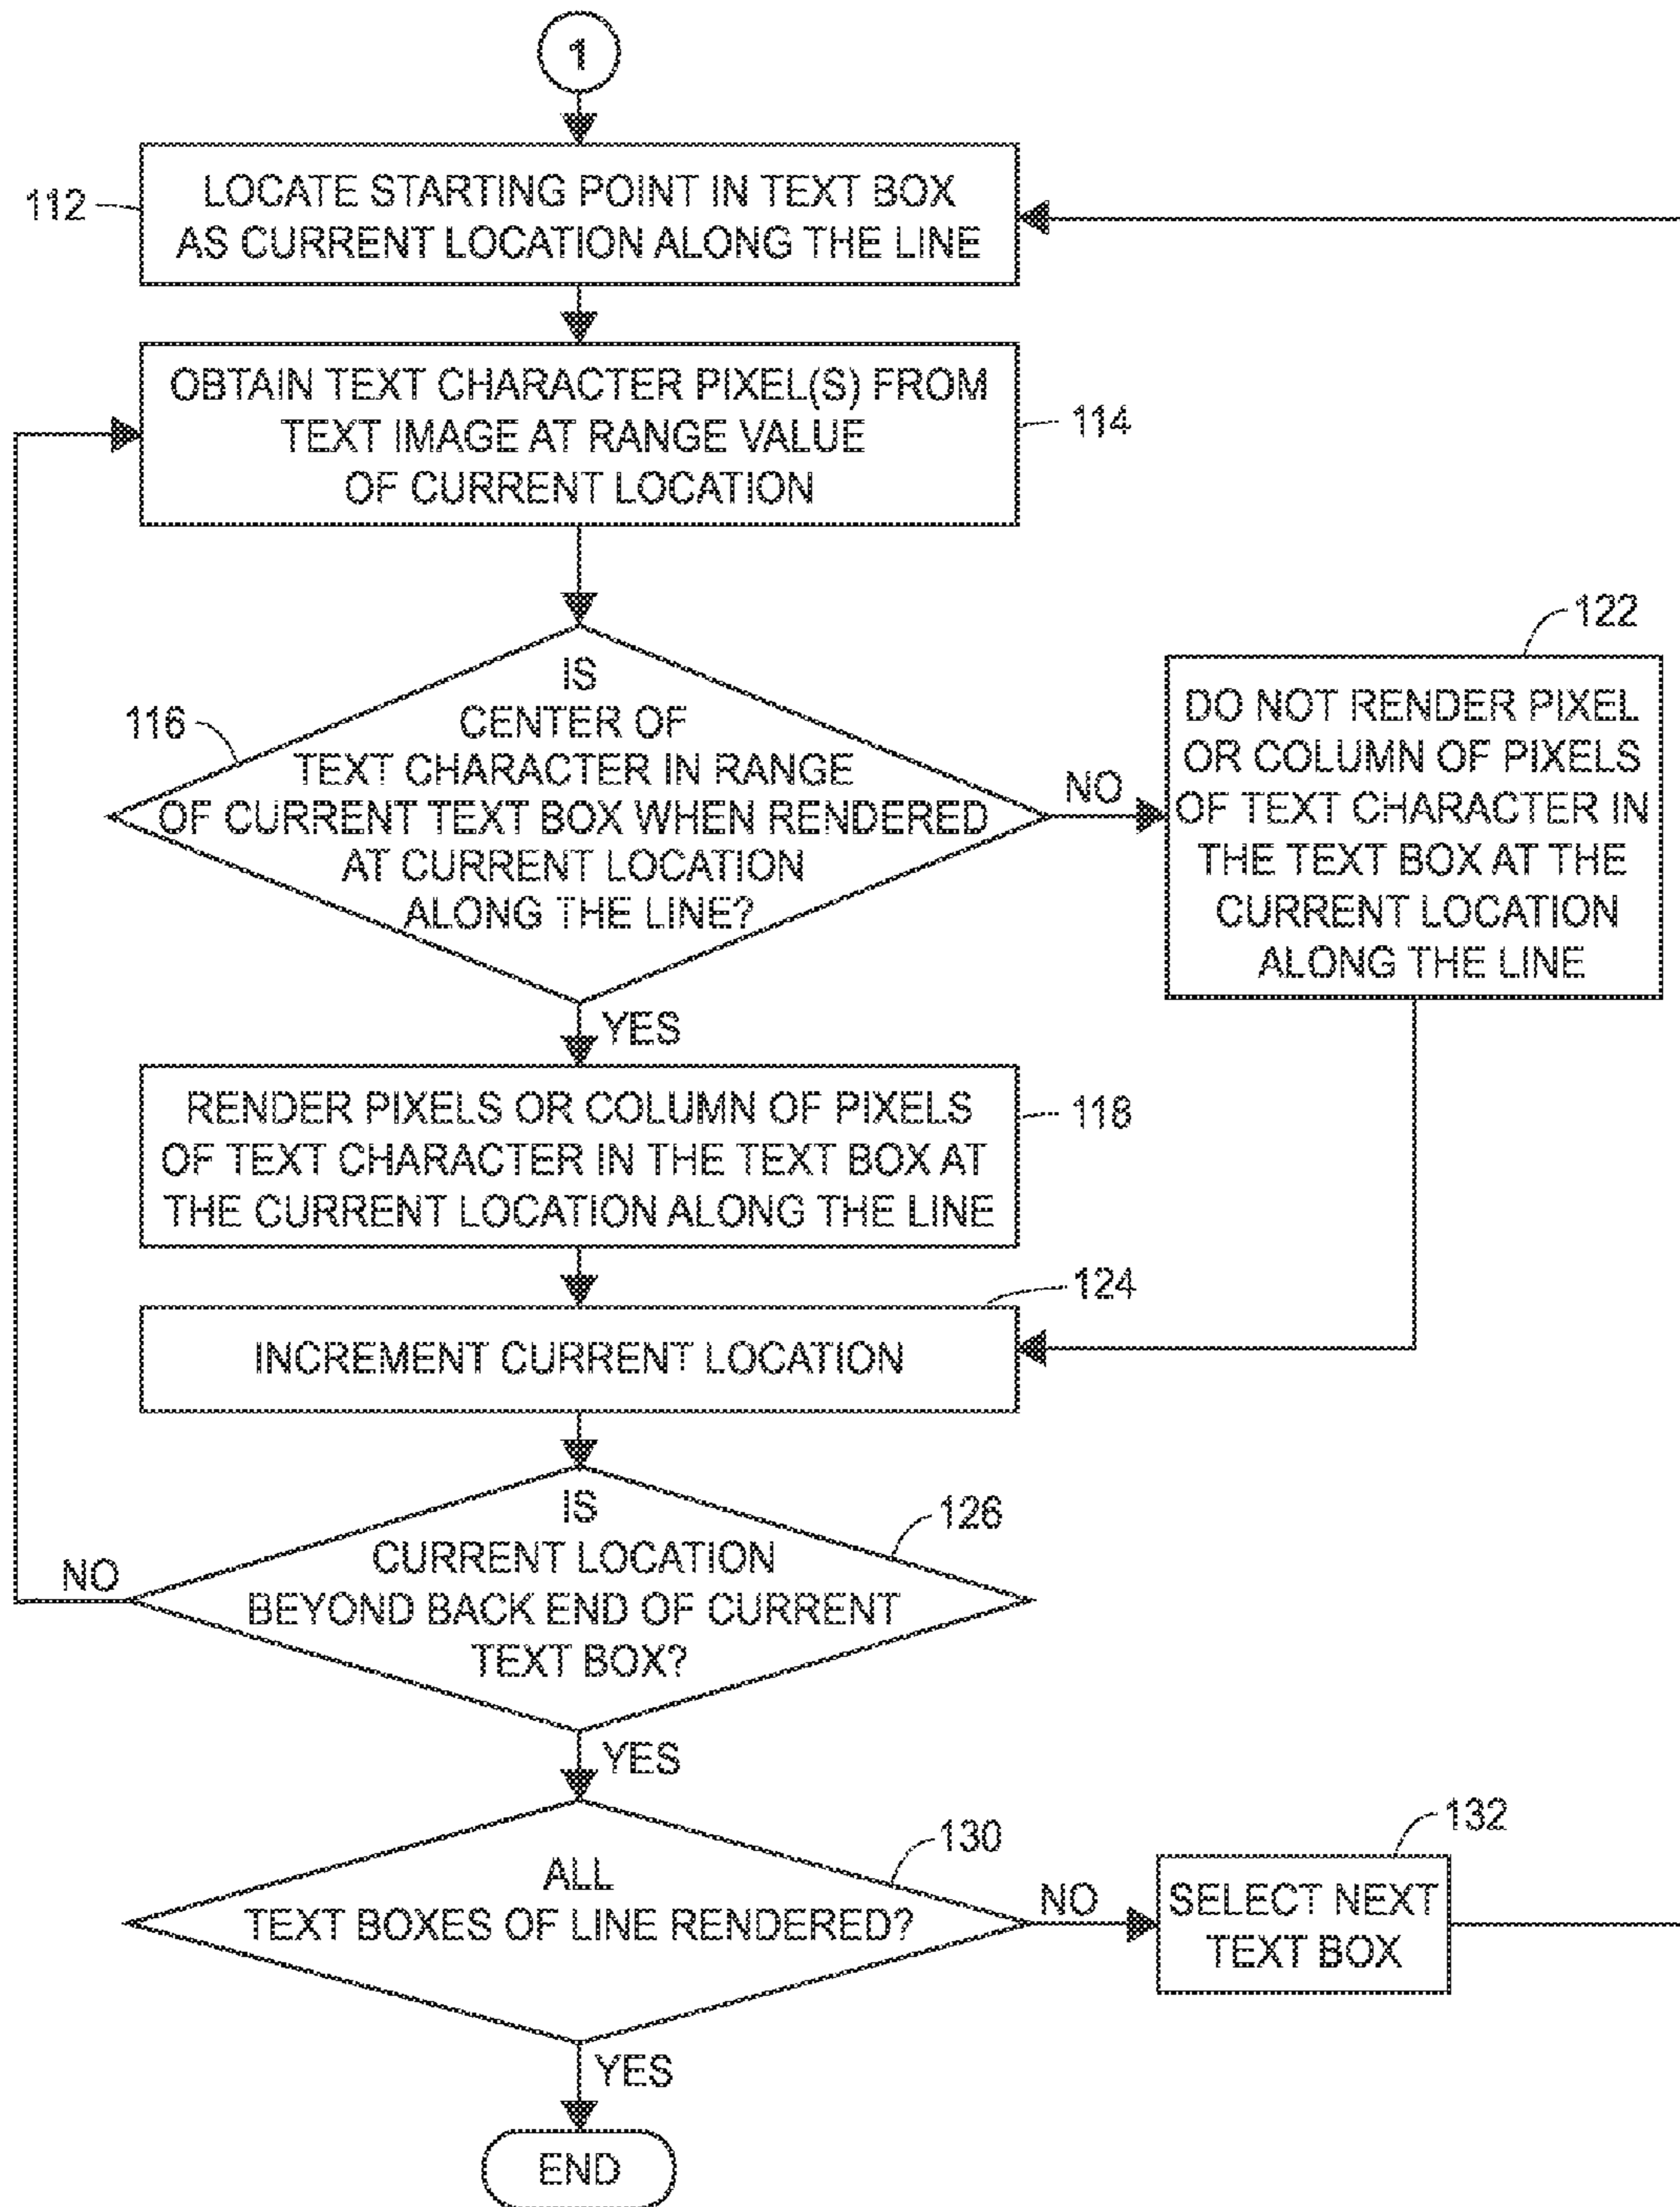 1
112
LOCATE STARTING POINT IN TEXT BOX
AS CURRENT LOCATION ALONG THE LINE
OBTAIN TEXT CHARACTER PIXEL(S) FROM
TEXT IMAGE AT RANGE VALUE
OF CURRENT LOCATION
114
116
IS
CENTER OF
TEXT CHARACTER IN RANGE
OF CURRENT TEXT BOX WHEN RENDERED
AT CURRENT LOCATION
ALONG THE LINE?
NO
122
DO NOT RENDER PIXEL
OR COLUMN OF PIXELS
OF TEXT CHARACTER IN
THE TEXT BOX AT THE
CURRENT LOCATION
ALONG THE LINE
YES
RENDER PIXELS OR COLUMN OF PIXELS
OF TEXT CHARACTER IN THE TEXT BOX AT
THE CURRENT LOCATION ALONG THE LINE
118
124
INCREMENT CURRENT LOCATION
126
IS
CURRENT LOCATION
BEYOND BACK END OF CURRENT
TEXT BOX?
NO
YES
130
ALL
TEXT BOXES OF LINE RENDERED?
NO
132
SELECT NEXT
TEXT BOX
YES
END